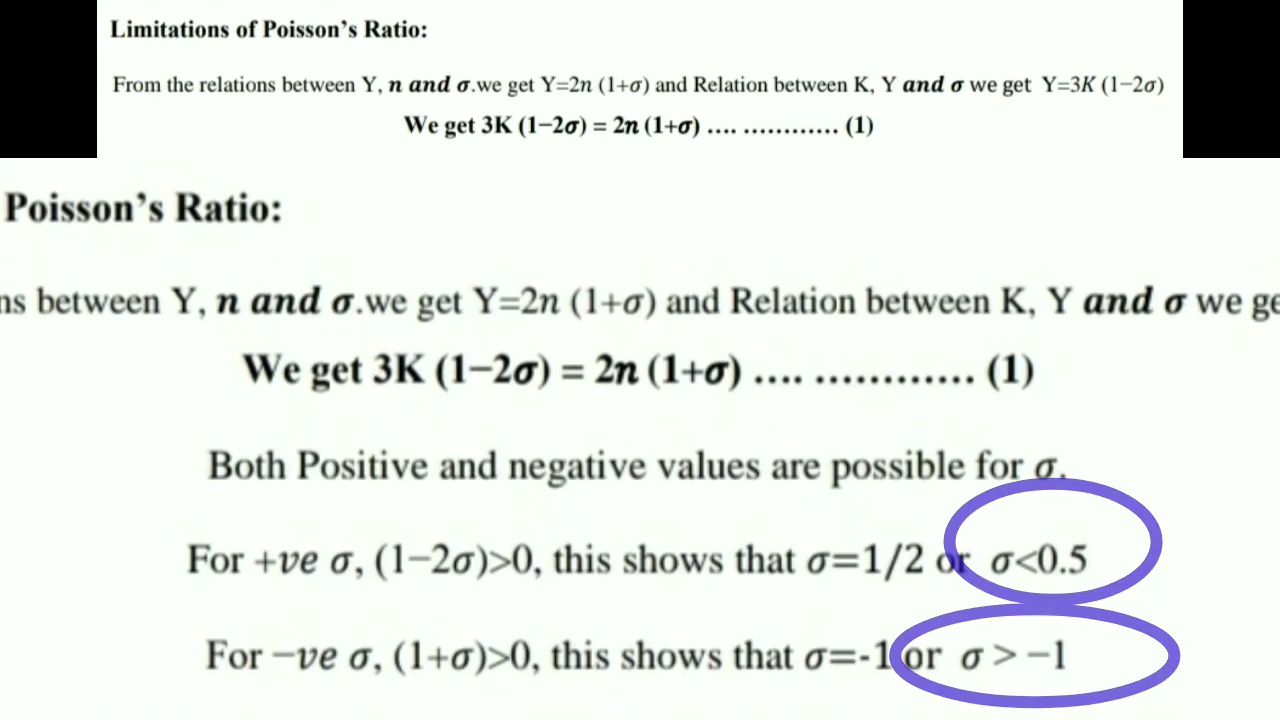 Limitations of Poisson's Ratio:
From the relations between Y, n and σ.we get Y=2n (1+σ) and Relation between K, Y and σ we get Y=3K (1−2σ)
We get 3K (1−2σ) = 2n (1+σ) .... ............ (1)
Poisson's Ratio:
ns between Y, n and σ.we get Y=2n (1+σ) and Relation between K, Y and σ we ge
We get 3K (1−2σ) = 2n (1+σ) .... ............ (1)
Both Positive and negative values are possible for σ.
For +ve σ, (1−2σ)>0, this shows that σ=1/2 or σ<0.5
For −ve σ, (1+σ)>0, this shows that σ=-1 or σ > −1